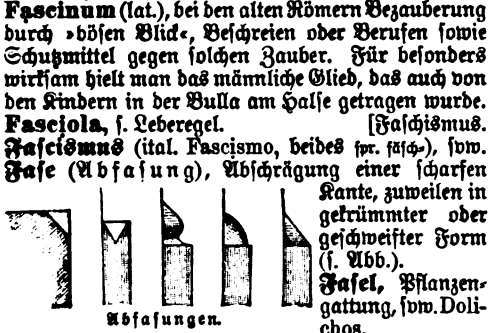 Fascinum (lat.), bei den alten Römern Bezauberung
durch »bösen Blick«, Beschreien oder Berufen sowie
Schutzmittel gegen solchen Zauber. Für besonders
wirksam hielt man das männliche Glied, das auch von
den Kindern in der Bulla am Halse getragen wurde.
Fasciola, s. Leberegel. [Faschismus.
Fascismus (ital. Fascismo, beides spr. fäsch-), svw.
Fase (Abfasung), Abschrägung einer scharfen
Kante, zuweilen in
gekrümmter oder
geschweifter Form
(s. Abb.).
Fasel, Pflanzen-
gattung, svw. Doli-
chos.
Abfasungen.